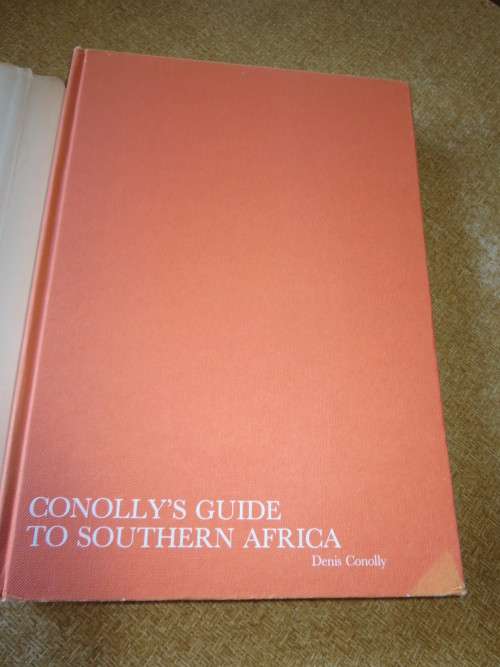 CONOLLY'S GUIDE
TO SOUTHERN AFRICA
Denis Conolly